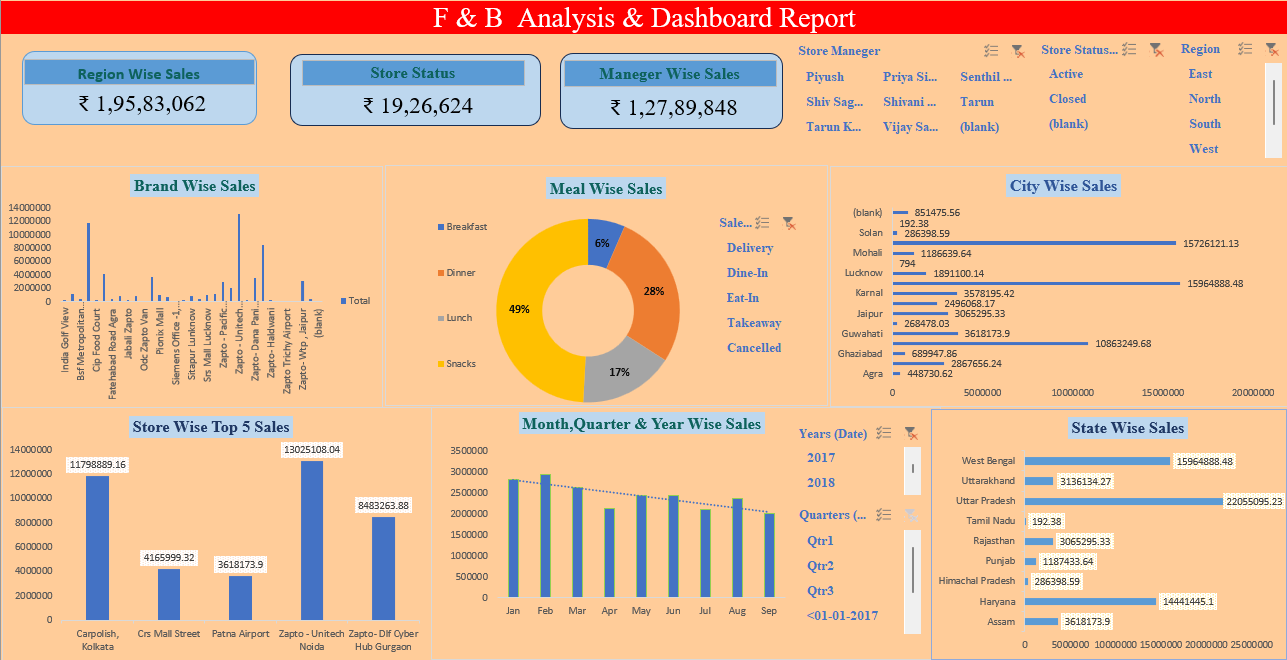 F & B  Analysis & Dashboard Report
Region Wise Sales
₹ 1,95,83,062
Store Status
₹ 19,26,624
Maneger Wise Sales
₹ 1,27,89,848
Store Maneger
Piyush
Priya Si...
Senthil ...
Shiv Sag...
Shivani ...
Tarun
Tarun K...
Vijay Sa...
(blank)
Store Status...
Active
Closed
(blank)
Region
East
North
South
West
Brand Wise Sales
14000000
12000000
10000000
8000000
6000000
4000000
2000000
0
India Golf View
Bsf Metropolitan...
Cip Food Court
Fatehabad Road Agra
Jabali Zapto
Odc Zapto Van
Pionix Mall
Siemens Office -1,...
Sitapur Lunknow
Srs Mall Lucknow
Zapto - Pacific...
Zapto - Unitech...
Zapto- Dana Pani...
Zapto- Haldwani
Zapto Trichy Airport
Zapto- Wtp , Jaipur
(blank)
Total
Meal Wise Sales
Breakfast
Dinner
Lunch
Snacks
6%
28%
17%
49%
Sale...
Delivery
Dine-In
Eat-In
Takeaway
Cancelled
City Wise Sales
(blank)
851475.56
192.38
Solan
286398.59
15726121.13
Mohali
1186639.64
794
Lucknow
1891100.14
15964888.48
Karnal
3578195.42
2496068.17
Jaipur
3065295.33
268478.03
Guwahati
3618173.9
10863249.68
Ghaziabad
689947.86
2867656.24
Agra
448730.62
0
5000000
10000000
15000000
20000000
Store Wise Top 5 Sales
14000000
12000000
10000000
8000000
6000000
4000000
2000000
0
11798889.16
4165999.32
3618173.9
13025108.04
8483263.88
Carpolish,
Kolkata
Crs Mall Street
Patna Airport
Zapto - Unitech
Noida
Zapto- Dlf Cyber
Hub Gurgaon
Month,Quarter & Year Wise Sales
3500000
3000000
2500000
2000000
1500000
1000000
500000
0
Jan
Feb
Mar
Apr
May
Jun
Jul
Aug
Sep
Years (Date)
2017
2018
Quarters (...
Qtr1
Qtr2
Qtr3
<01-01-2017
State Wise Sales
West Bengal
15964888.48
Uttarakhand
3136134.27
Uttar Pradesh
22055095.23
Tamil Nadu
192.38
Rajasthan
3065295.33
Punjab
1187433.64
Himachal Pradesh
286398.59
Haryana
14441445.1
Assam
3618173.9
0
5000000
10000000
15000000
20000000
25000000